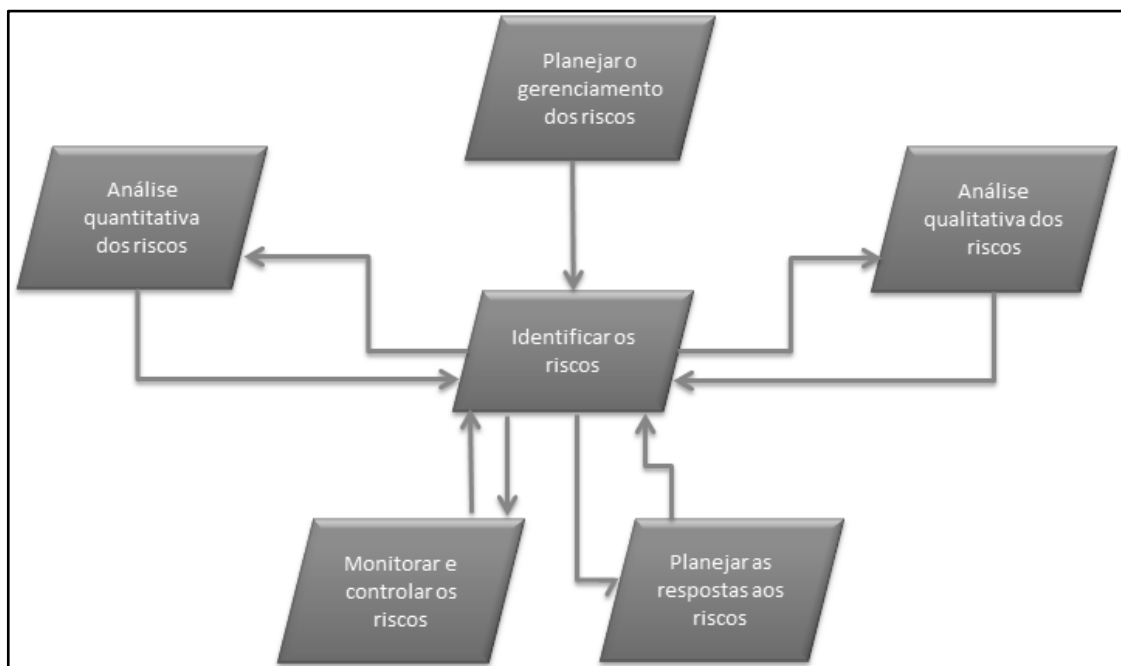 Planejar o
gerenciamento
dos riscos
Análise
quantitativa
dos riscos
Análise
qualitativa dos
riscos
Identificar os
riscos
Monitorar e
controlar os
riscos
Planejar as
respostas aos
riscos